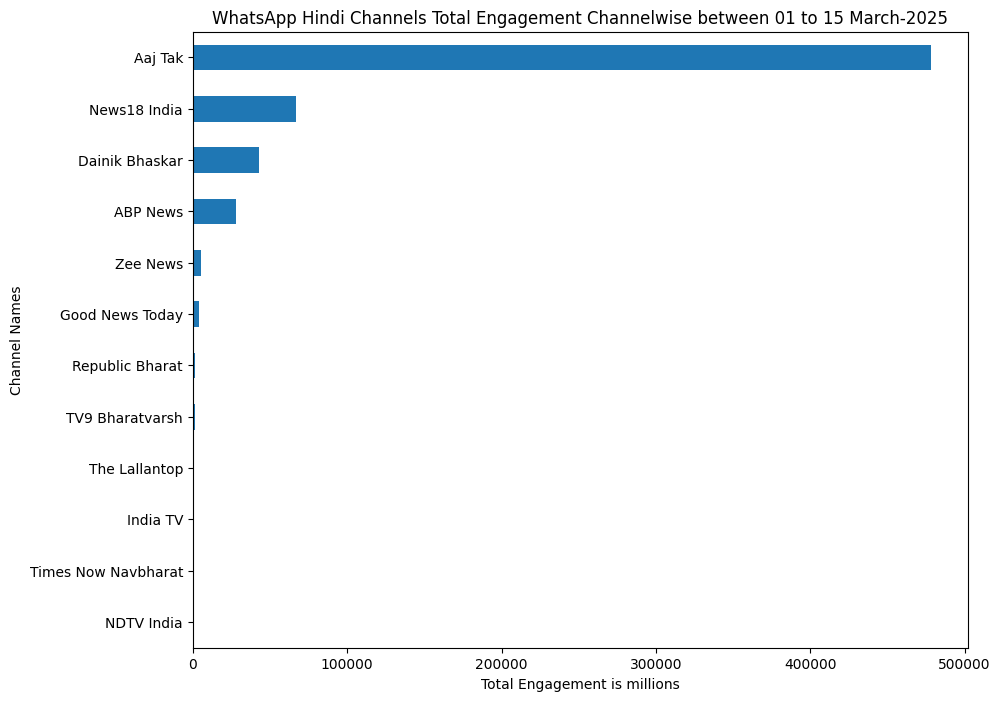 WhatsApp Hindi Channels Total Engagement Channelwise between 01 to 15 March-2025
Channel Names
Aaj Tak
News18 India
Dainik Bhaskar
ABP News
Zee News
Good News Today
Republic Bharat
TV9 Bharatvarsh
The Lallantop
India TV
Times Now Navbharat
NDTV India
0 100000 200000 300000 400000 500000
Total Engagement is millions